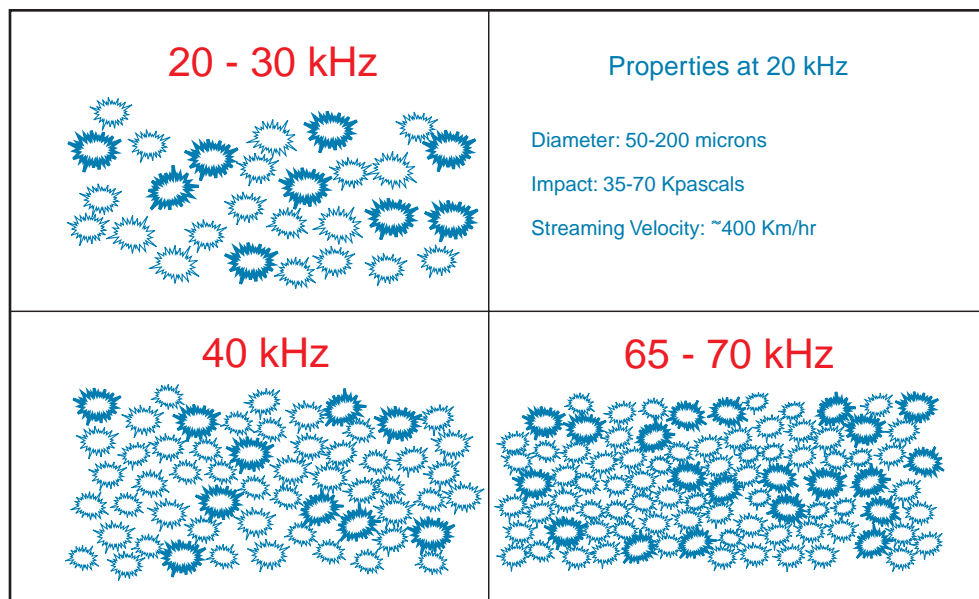 20 - 30 kHz
Properties at 20 kHz
Diameter: 50-200 microns
Impact: 35-70 Kpascals
Streaming Velocity: ~400 Km/hr
40 kHz
65 - 70 kHz